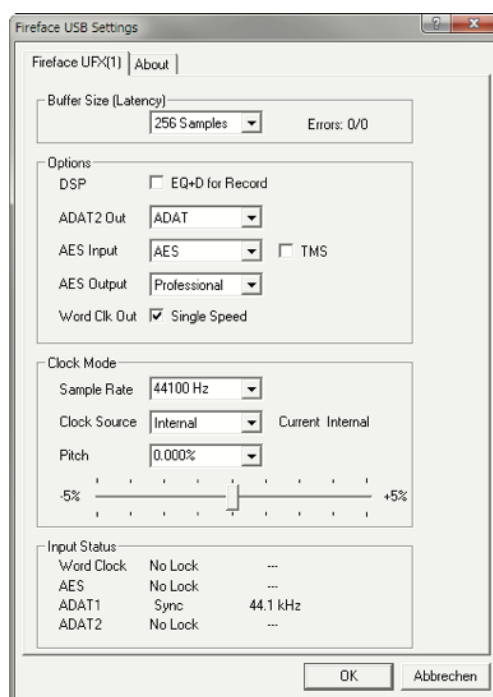 Fireface USB Settings
Fireface UFX(1) About
Buffer Size (Latency)
256 Samples Errors: 0/0
Options
DSP EQ+D for Record
ADAT2 Out ADAT
AES Input AES TMS
AES Output Professional
Word Clk Out Single Speed
Clock Mode
Sample Rate 44100 Hz
Clock Source Internal Current Internal
Pitch 0.000%
-5% +5%
Input Status
Word Clock No Lock ---
AES No Lock ---
ADAT1 Sync 44.1 kHz
ADAT2 No Lock ---
OK Abbrechen